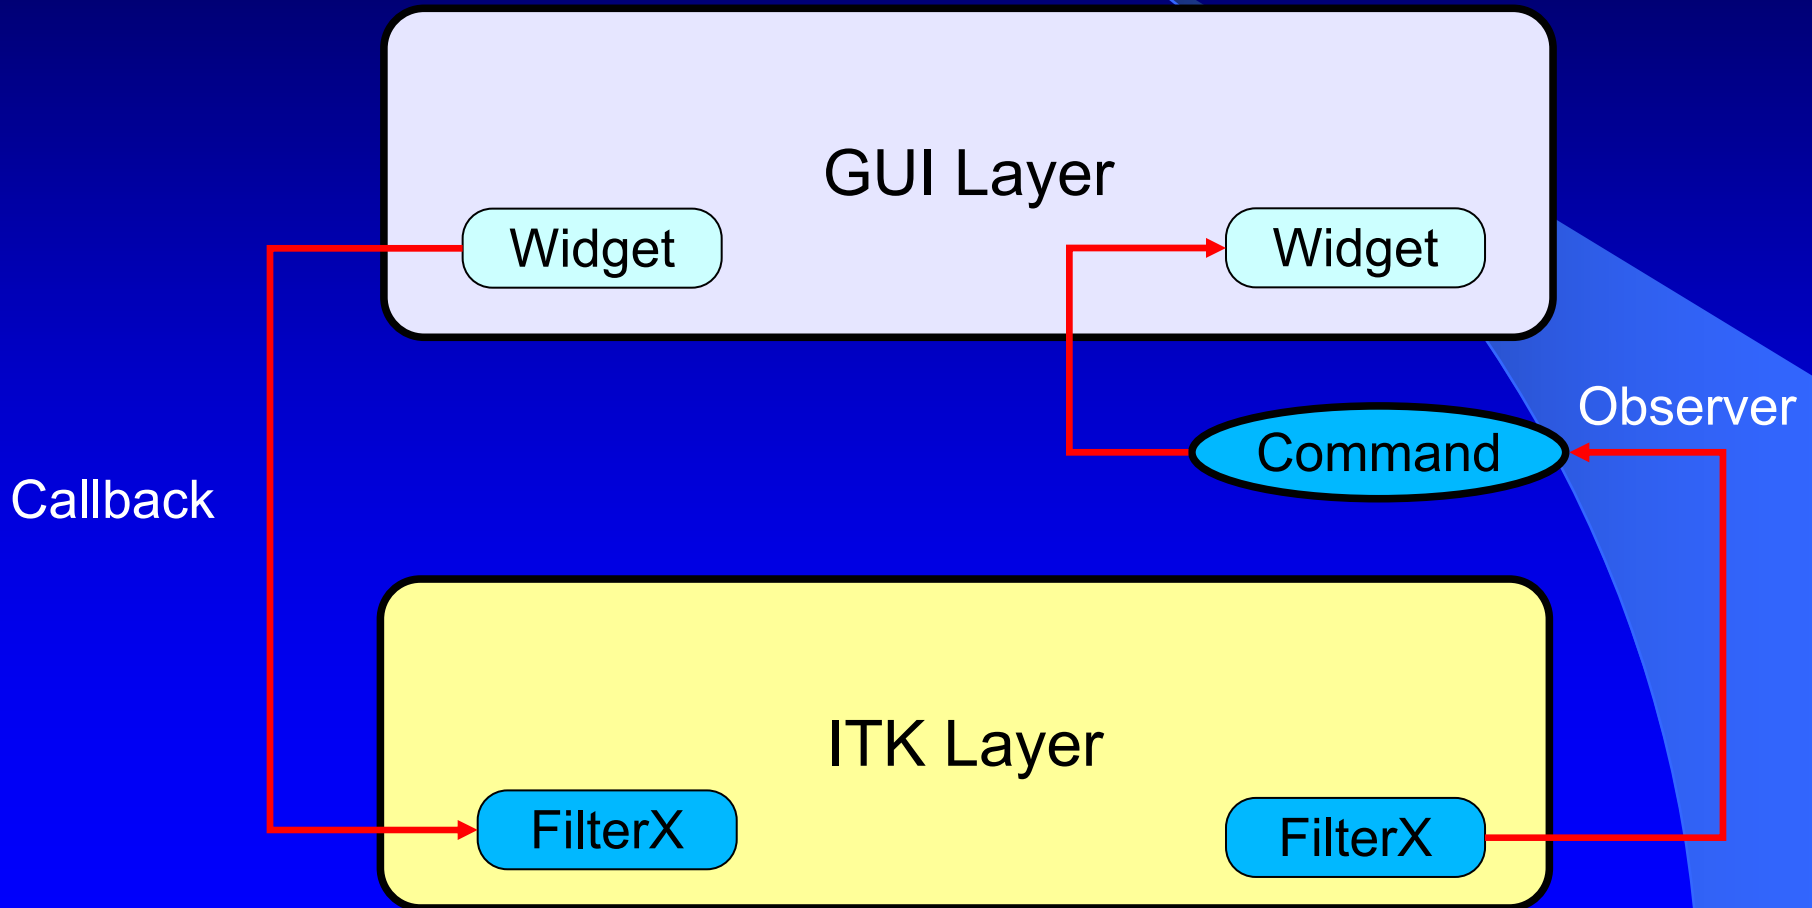 GUI Layer
Widget
Widget
Observer
Command
Callback
ITK Layer
FilterX
FilterX